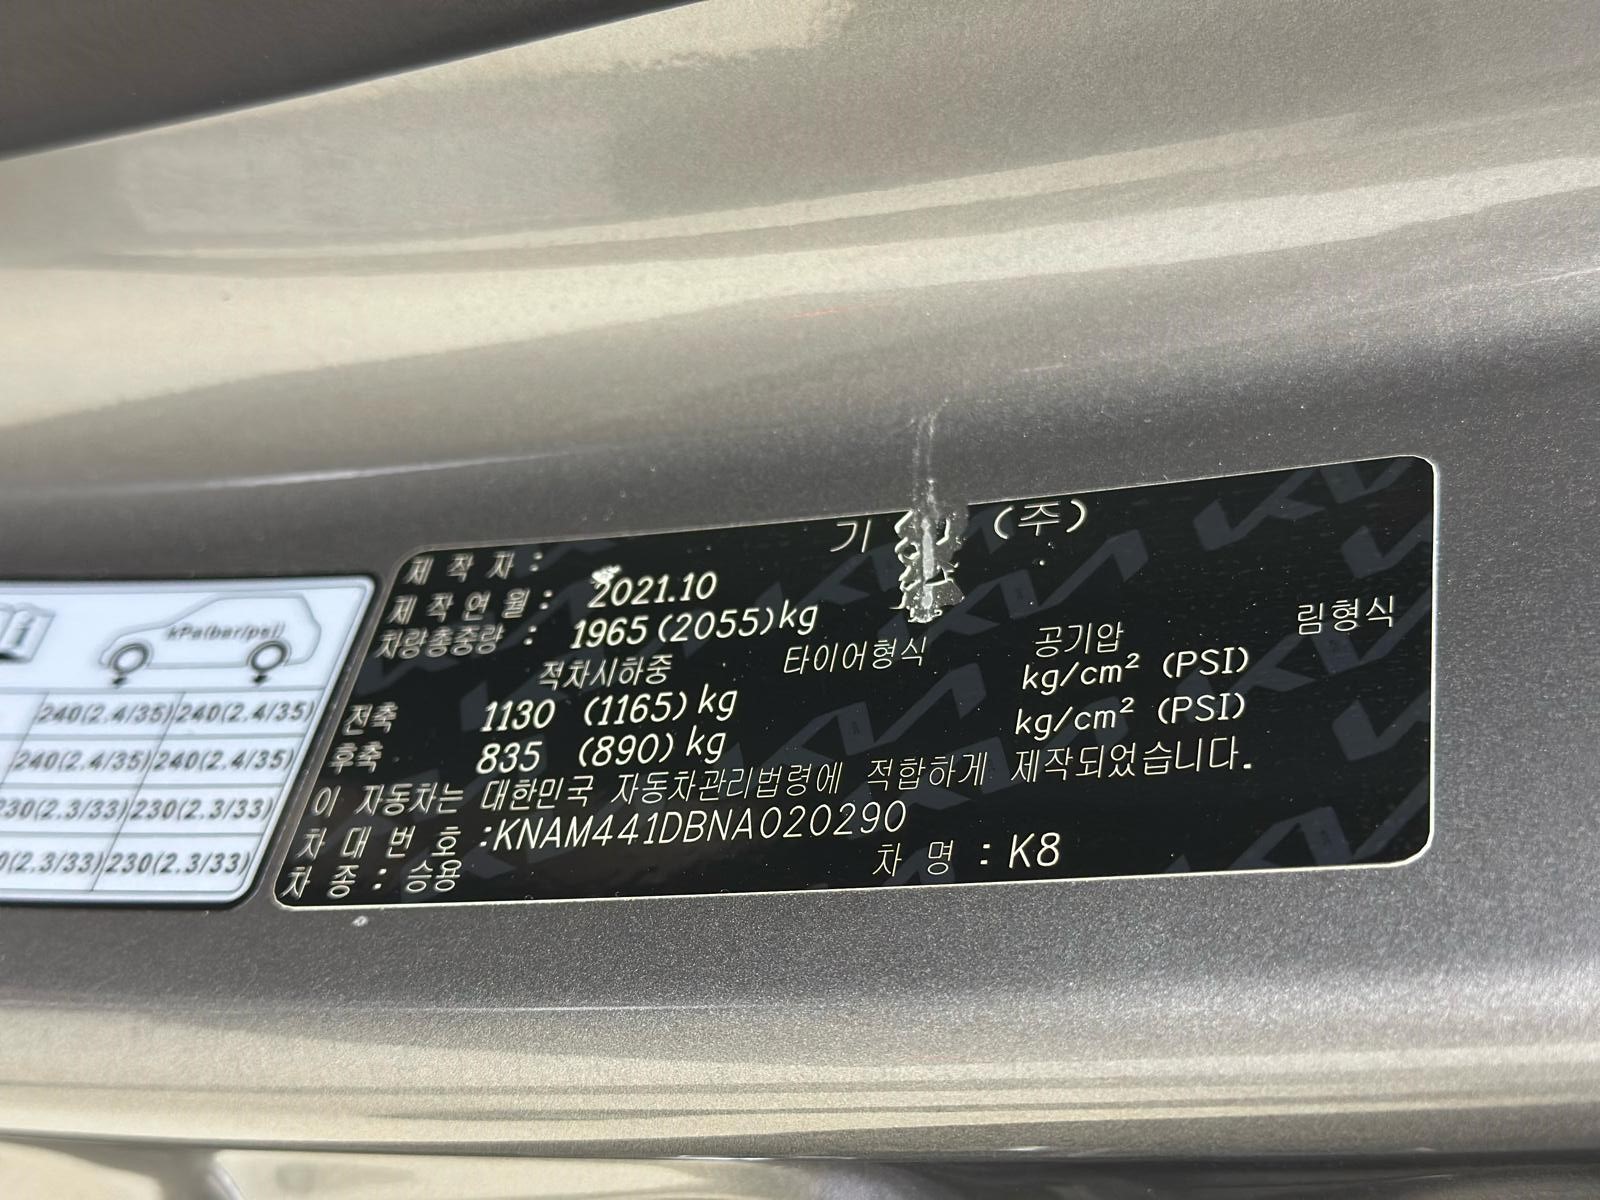 kPa(bar/psi)
240(2.4/35) 240(2.4/35)
240(2.4/35) 240(2.4/35)
230(2.3/33) 230(2.3/33)
(2.3/33) 230(2.3/33)
제 작 자 : 기 (주)
제 작 연 월 : 2021.10
차량총중량 : 1965 (2055) kg
적차시하중 타이어형식 공기압 림형식
전축 1130 (1165) kg kg/cm² (PSI)
후축 835 (890) kg kg/cm² (PSI)
이 자동차는 대한민국 자동차관리법령에 적합하게 제작되었습니다.
차 대 번 호 :KNAM441DBNA020290
차 종 : 승용 차 명 : K8